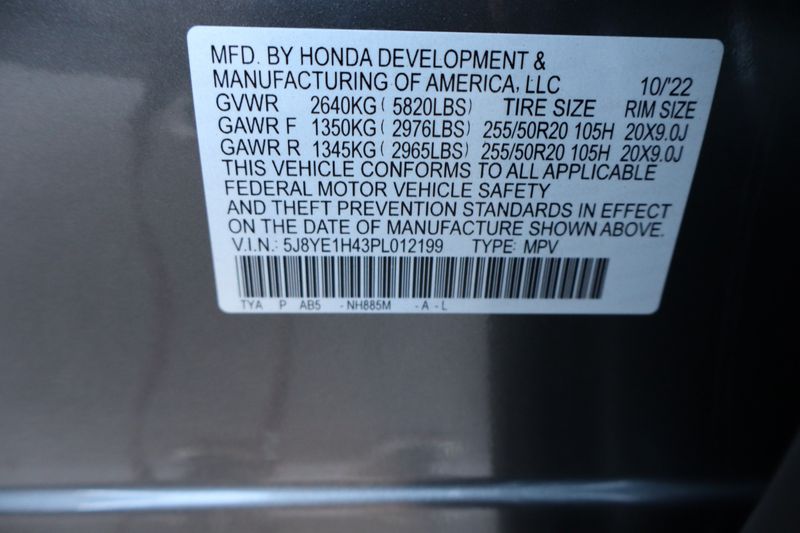 MFD. BY HONDA DEVELOPMENT &
MANUFACTURING OF AMERICA, LLC 10/'22
GVWR 2640KG ( 5820LBS) TIRE SIZE RIM SIZE
GAWR F 1350KG ( 2976LBS) 255/50R20 105H 20X9.0J
GAWR R 1345KG ( 2965LBS) 255/50R20 105H 20X9.0J
THIS VEHICLE CONFORMS TO ALL APPLICABLE
FEDERAL MOTOR VEHICLE SAFETY
AND THEFT PREVENTION STANDARDS IN EFFECT
ON THE DATE OF MANUFACTURE SHOWN ABOVE.
V.I.N.: 5J8YE1H43PL012199 TYPE: MPV
TYA P AB5 - NH885M - A - L